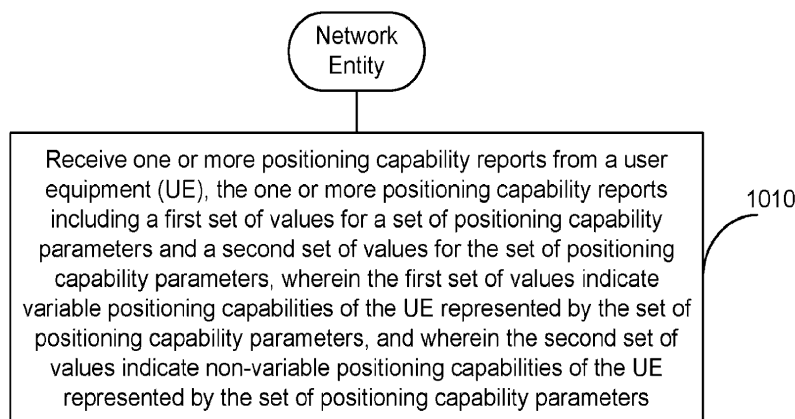 Network
Entity
Receive one or more positioning capability reports from a user
equipment (UE), the one or more positioning capability reports
including a first set of values for a set of positioning capability
parameters and a second set of values for the set of positioning
capability parameters, wherein the first set of values indicate
variable positioning capabilities of the UE represented by the set of
positioning capability parameters, and wherein the second set of
values indicate non-variable positioning capabilities of the UE
represented by the set of positioning capability parameters
1010